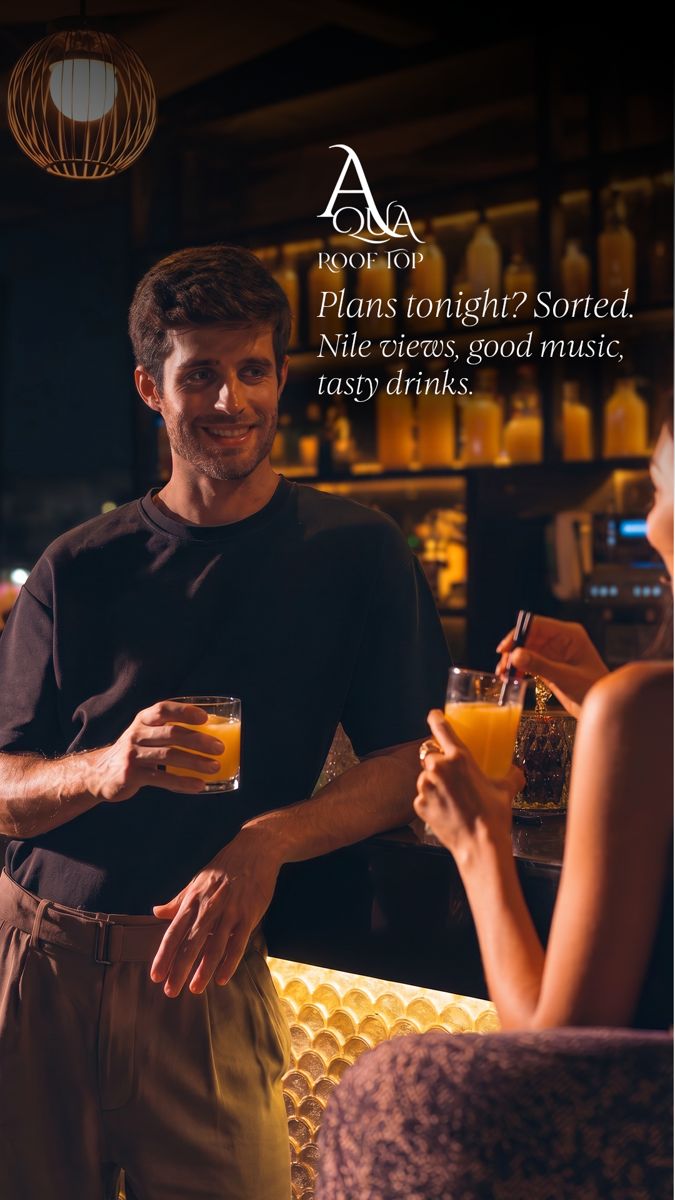 AQUA
ROOF TOP
Plans tonight? Sorted.
Nile views, good music,
tasty drinks.